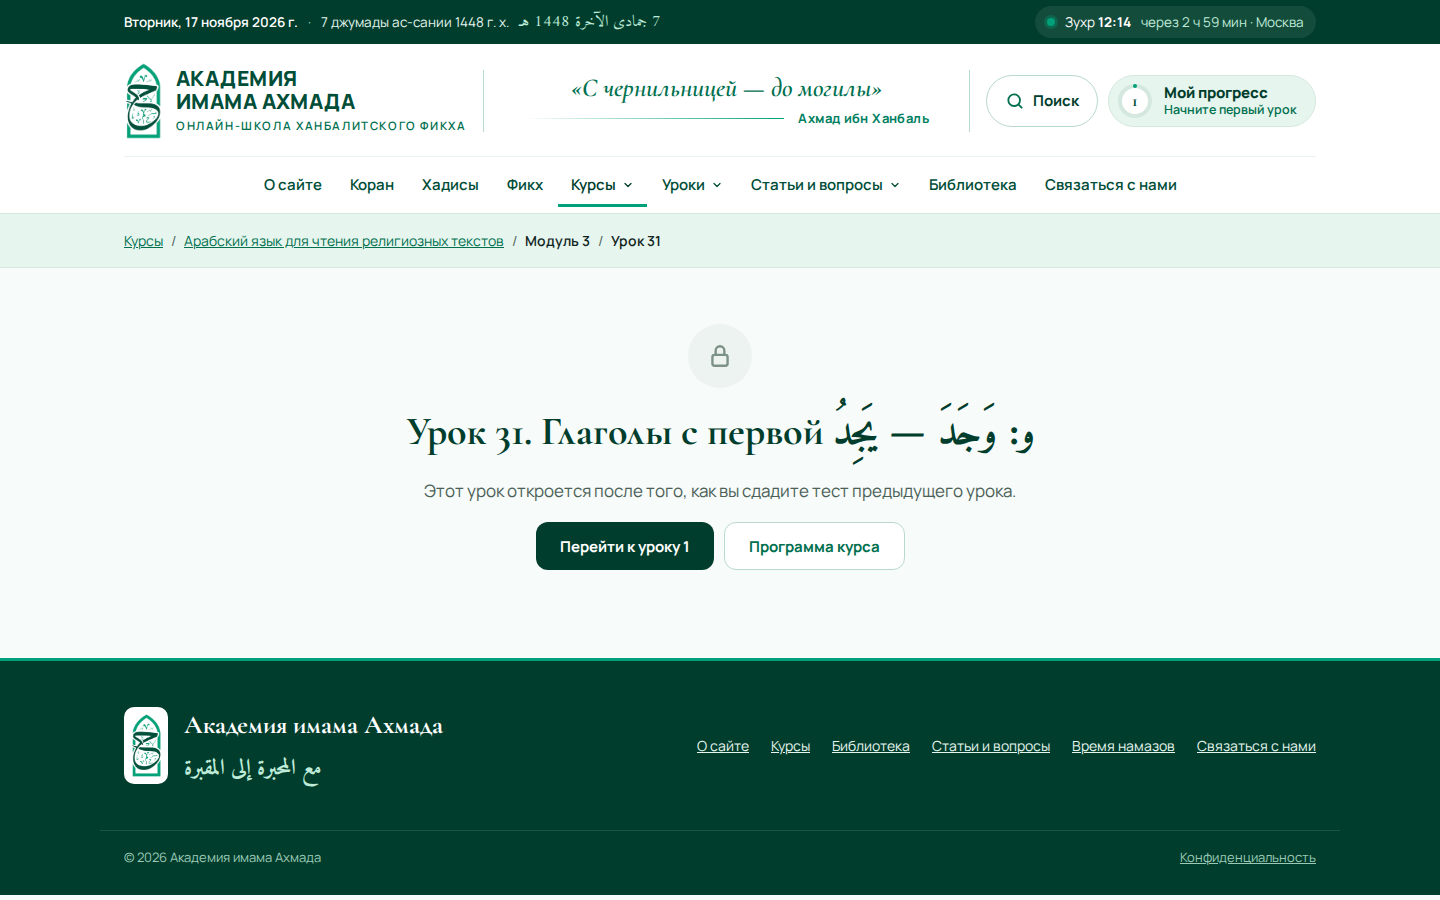 Вторник, 17 ноября 2026 г. · 7 джумады ас-сании 1448 г. х. 7 جمادى الآخرة 1448 هـ
Зухр 12:14 через 2 ч 59 мин · Москва
АКАДЕМИЯ
ИМАМА АХМАДА
ОНЛАЙН-ШКОЛА ХАНБАЛИТСКОГО ФИКХА
«С чернильницей — до могилы»
Ахмад ибн Ханбаль
Поиск
1
Мой прогресс
Начните первый урок
О сайте Коран Хадисы Фикх Курсы Уроки Статьи и вопросы Библиотека Связаться с нами
Курсы / Арабский язык для чтения религиозных текстов / Модуль 3 / Урок 31
Урок 31. Глаголы с первой و: وَجَدَ — يَجِدُ
Этот урок откроется после того, как вы сдадите тест предыдущего урока.
Перейти к уроку 1
Программа курса
Академия имама Ахмада
مع المحبرة إلى المقبرة
О сайте Курсы Библиотека Статьи и вопросы Время намазов Связаться с нами
© 2026 Академия имама Ахмада
Конфиденциальность